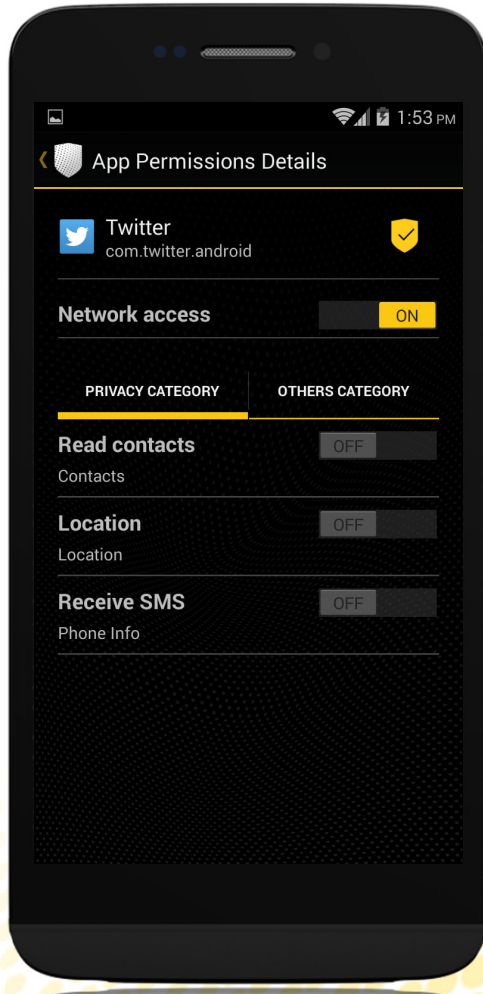 1:53 PM
App Permissions Details
Twitter
com.twitter.android
Network access
ON
PRIVACY CATEGORY
OTHERS CATEGORY
Read contacts
OFF
Contacts
Location
OFF
Location
Receive SMS
OFF
Phone Info